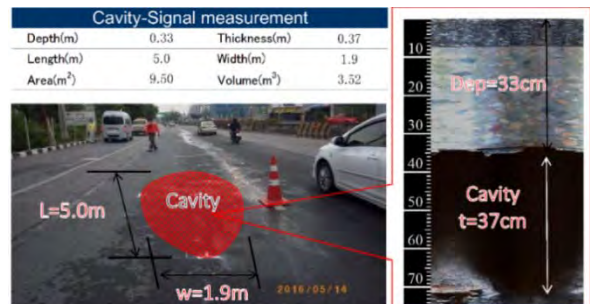 Cavity-Signal measurement
Depth(m) 0.33 Thickness(m) 0.37
Length(m) 5.0 Width(m) 1.9
Area(m²) 9.50 Volume(m³) 3.52
Cavity
L=5.0m
w=1.9m
2016/05/14
10
20
30
40
50
60
70
Dep=33cm
Cavity
t=37cm